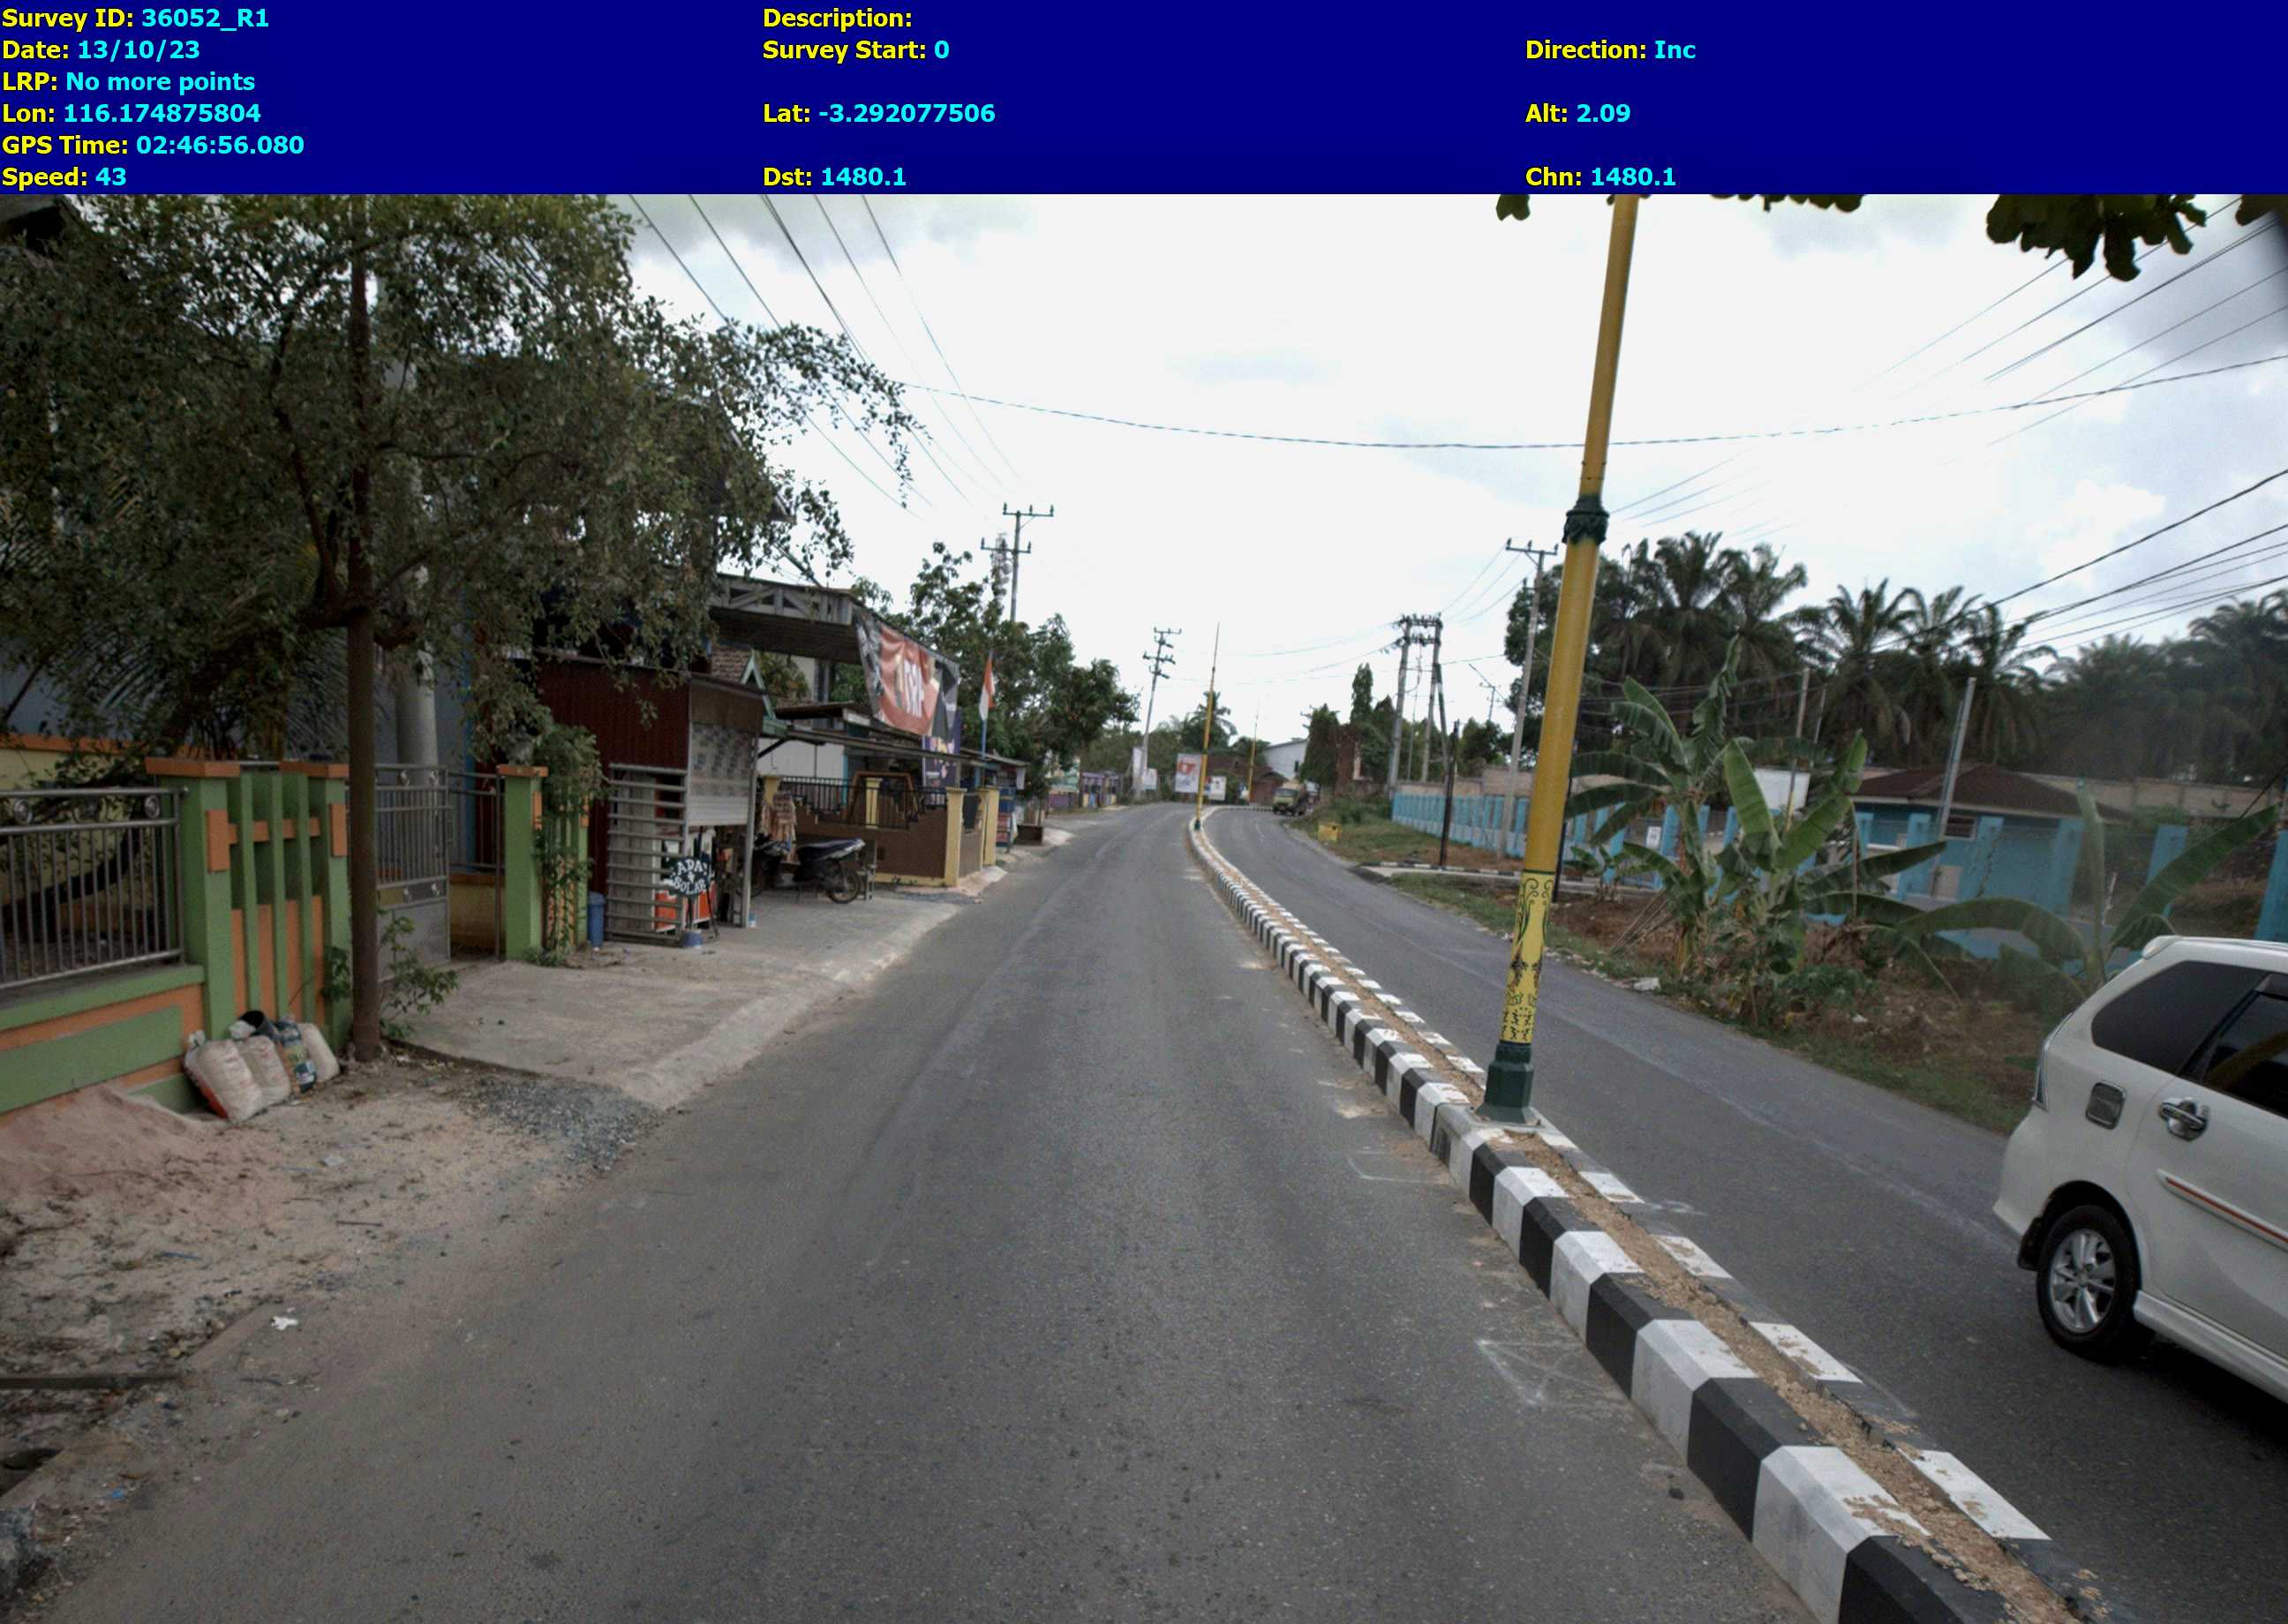 Survey ID: 36052_R1
Description:
Date: 13/10/23
Survey Start: 0
Direction: Inc
LRP: No more points
Lon: 116.174875804
Lat: -3.292077506
Alt: 2.09
GPS Time: 02:46:56.080
Speed: 43
Dst: 1480.1
Chn: 1480.1
ADA
SOLAR